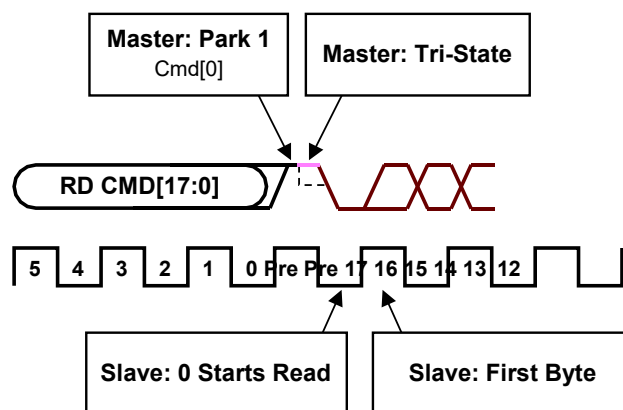 Master: Park 1
Cmd[0]
Master: Tri-State
RD CMD[17:0]
5 4 3 2 1 0 Pre Pre 17 16 15 14 13 12
Slave: 0 Starts Read
Slave: First Byte